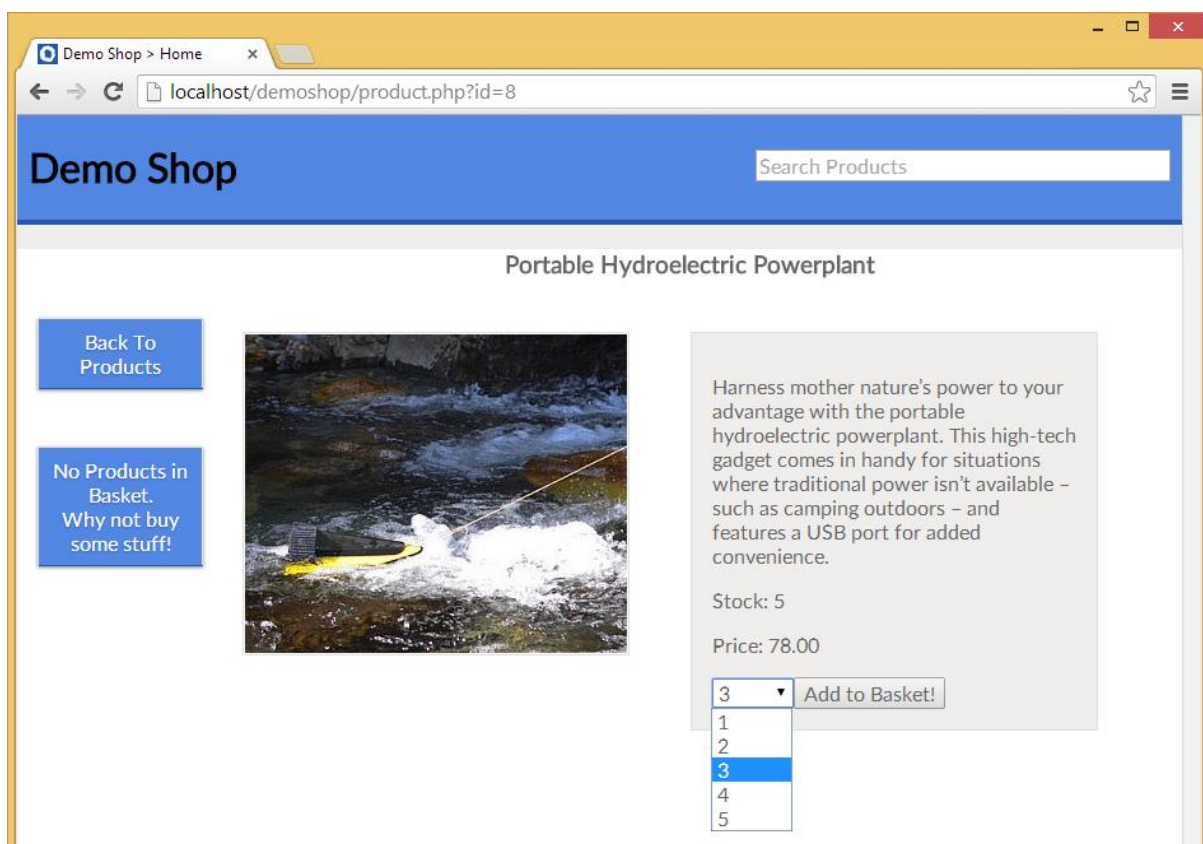 Demo Shop > Home
localhost/demoshop/product.php?id=8
Demo Shop
Search Products
Portable Hydroelectric Powerplant
Back To
Products
No Products in
Basket.
Why not buy
some stuff!
Harness mother nature’s power to your
advantage with the portable
hydroelectric powerplant. This high-tech
gadget comes in handy for situations
where traditional power isn’t available –
such as camping outdoors – and
features a USB port for added
convenience.
Stock: 5
Price: 78.00
3 Add to Basket!
1
2
3
4
5